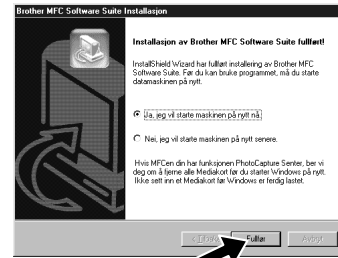 Brother MFC Software Suite Installasjon
Installasjon av Brother MFC Software Suite fullført!
InstallShield Wizard har fullført installering av Brother MFC
Software Suite. Før du kan bruke programmet, må du starte
datamaskinen på nytt.
Ja, jeg vil starte maskinen på nytt nå.
Nei, jeg vil starte maskinen på nytt senere.
Hvis MFCen din har funksjonen PhotoCapture Senter, ber vi
deg om å fjerne alle Mediakort før du starter Windows på nytt.
Ikke sett inn et Mediakort før Windows er ferdig lastet.
Fullfør
Avbryt